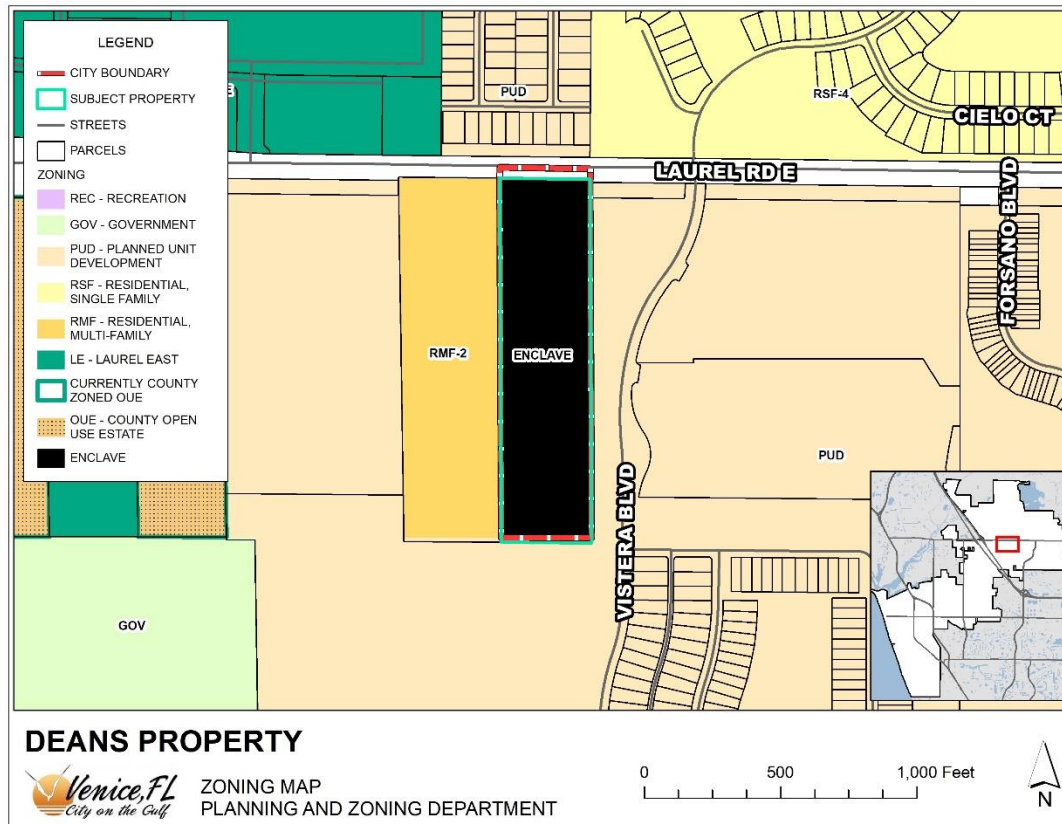 LEGEND
CITY BOUNDARY
SUBJECT PROPERTY
STREETS
PARCELS
ZONING
REC - RECREATION
GOV - GOVERNMENT
PUD - PLANNED UNIT
DEVELOPMENT
RSF - RESIDENTIAL,
SINGLE FAMILY
RMF - RESIDENTIAL,
MULTI-FAMILY
LE - LAUREL EAST
CURRENTLY COUNTY
ZONED OUE
OUE - COUNTY OPEN
USE ESTATE
ENCLAVE
PUD
RSF-4
CIELO CT
LAUREL RD E
FORSANO BLVD
RMF-2
ENCLAVE
VISTERA BLVD
PUD
GOV
DEANS PROPERTY
Venice, FL
City on the Gulf
ZONING MAP
PLANNING AND ZONING DEPARTMENT
0 500 1,000 Feet
N